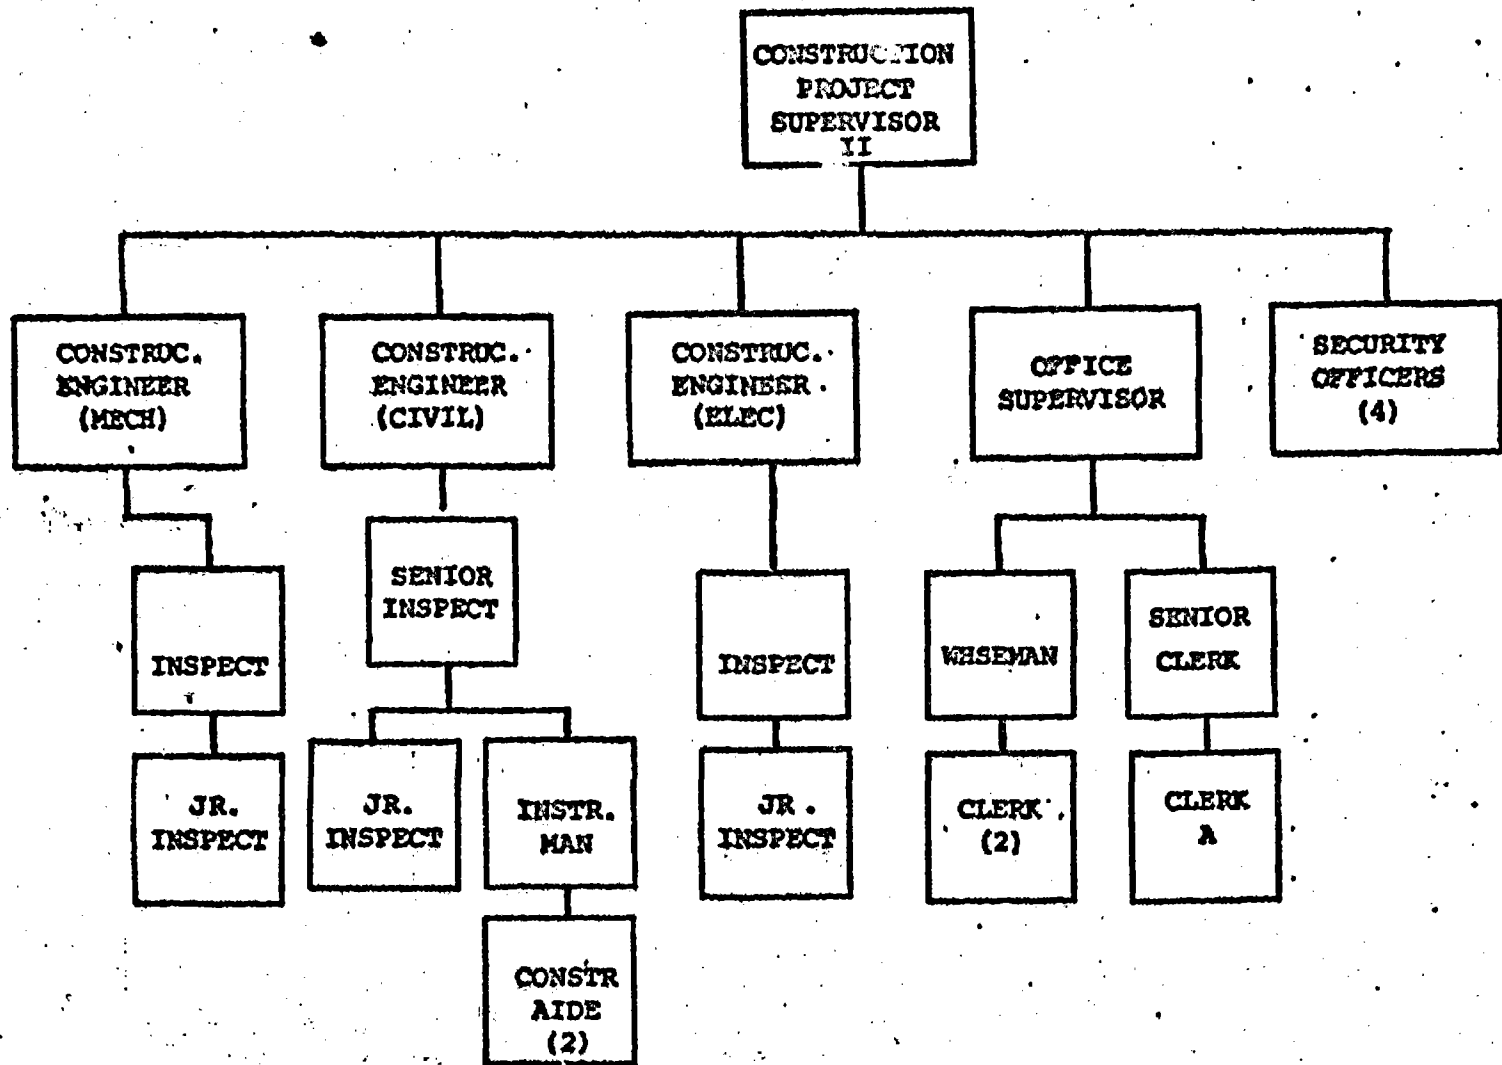 CONSTRUCTION
PROJECT
SUPERVISOR
II
CONSTRUC.
ENGINEER
(MECH)
CONSTRUC.
ENGINEER
(CIVIL)
CONSTRUC.
ENGINEER
(ELEC)
OFFICE
SUPERVISOR
SECURITY
OFFICERS
(4)
INSPECT
SENIOR
INSPECT
INSPECT
WHSEMAN
SENIOR
CLERK
JR.
INSPECT
JR.
INSPECT
INSTR.
MAN
JR.
INSPECT
CLERK
(2)
CLERK
A
CONSTR
AIDE
(2)